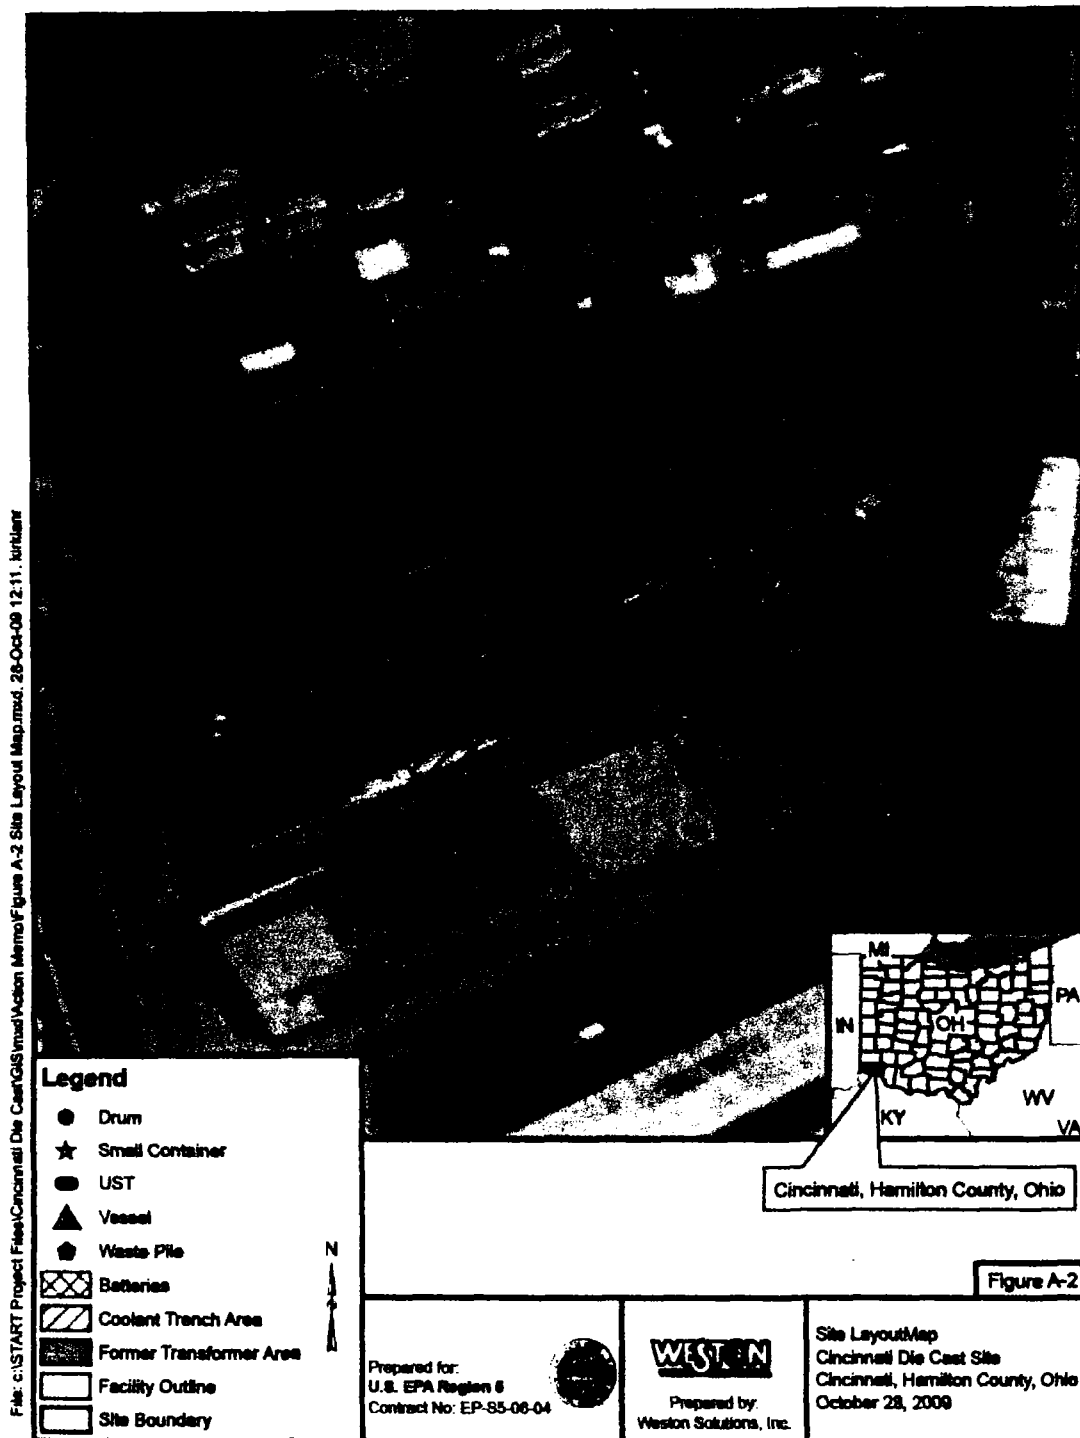 File: c:\START Project Files\Cincinnati Die Cast\GIS\mxd\Action Memo\Figure A-2 Site Layout Map.mxd. 28-Oct-09 12:11.
MI
PA
IN
OH
WV
KY
VA
Cincinnati, Hamilton County, Ohio
Legend
Drum
Small Container
UST
Vessel
Waste Pile
Batteries
Coolant Trench Area
Former Transformer Area
Facility Outline
Site Boundary
N
Figure A-2
Prepared for:
U.S. EPA Region 5
Contract No: EP-S5-06-04
WESTON
Prepared by:
Weston Solutions, Inc.
Site LayoutMap
Cincinnati Die Cast Site
Cincinnati, Hamilton County, Ohio
October 28, 2009